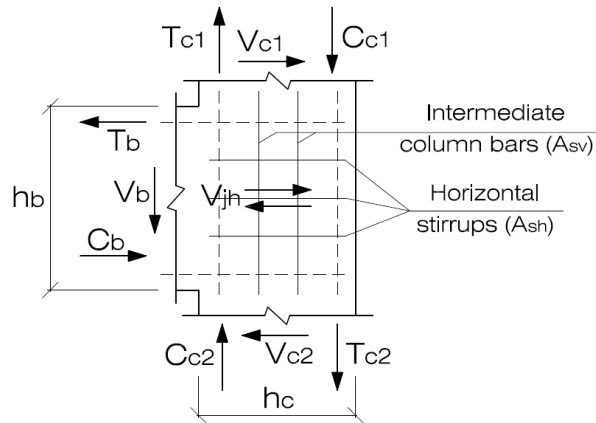 Tc1
Vc1
Cc1
Tb
Intermediate
column bars (Asv)
hb
Vb
Vjh
Horizontal
stirrups (Ash)
Cb
Cc2
Vc2
Tc2
hc